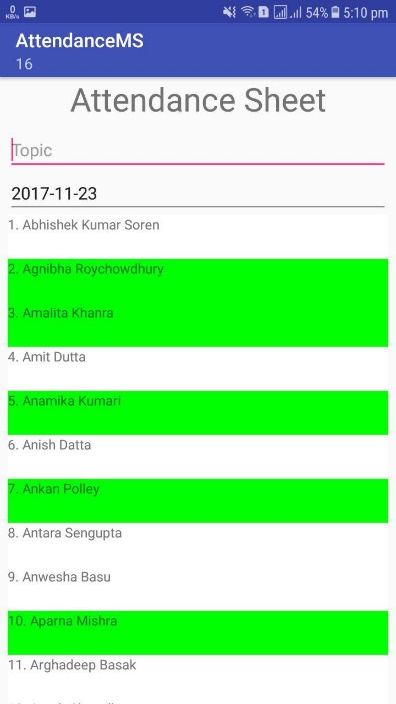 0
KB/s
1
54%
5:10 pm
AttendanceMS
16
Attendance Sheet
Topic
2017-11-23
1. Abhishek Kumar Soren
2. Agnibha Roychowdhury
3. Amalita Khanra
4. Amit Dutta
5. Anamika Kumari
6. Anish Datta
7. Ankan Polley
8. Antara Sengupta
9. Anwesha Basu
10. Aparna Mishra
11. Arghadeep Basak